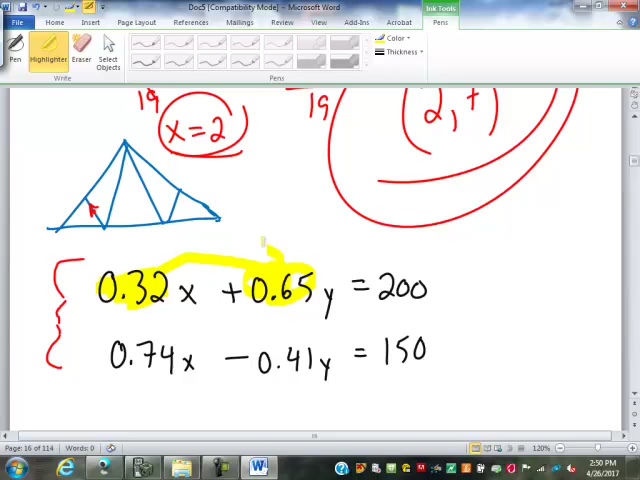 Doc5 [Compatibility Mode] - Microsoft Word
Ink Tools
File Home Insert Page Layout References Mailings Review View Add-Ins Acrobat Pens
Pen Highlighter Eraser Select Objects
Color
Thickness
Write Pens
19
x = 2
19
0.32x + 0.65y = 200
0.74x - 0.41y = 150
Page: 16 of 114 Words: 0 120%
2:50 PM
4/26/2017